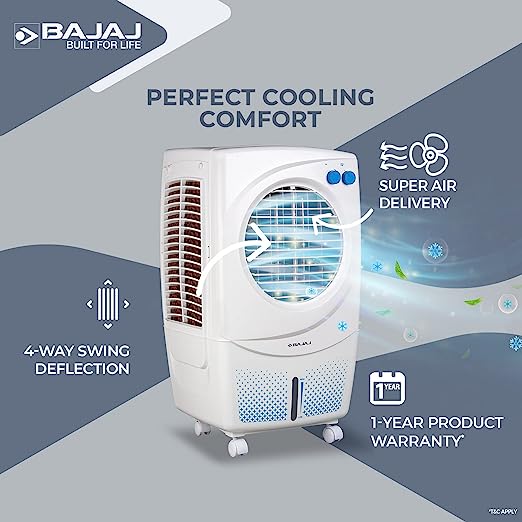 BAJAJ
BUILT FOR LIFE
PERFECT COOLING
COMFORT
SUPER AIR
DELIVERY
4-WAY SWING
DEFLECTION
BAJAJ
1
YEAR
1-YEAR PRODUCT
WARRANTY*
*T&C APPLY